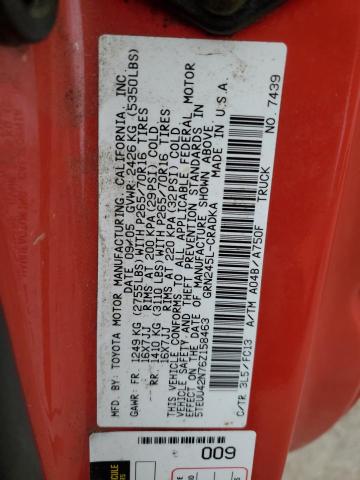 MFD. BY: TOYOTA MOTOR MANUFACTURING, CALIFORNIA, INC.
DATE 09/05 GVWR: 2426 KG (5350LBS)
GAWR: FR: 1249 KG (2755LBS) WITH P265/70R16 TIRES
16X7JJ RIMS AT 200 KPA (29PSI) COLD
RR: 1410 KG (3110 LBS) WITH P265/70R16 TIRES
16X7JJ RIMS AT 220 KPA (32PSI) COLD
THIS VEHICLE CONFORMS TO ALL APPLICABLE FEDERAL MOTOR
VEHICLE SAFETY AND THEFT PREVENTION STANDARDS IN
EFFECT ON THE DATE OF MANUFACTURE SHOWN ABOVE
5TEUU42N76Z158463 GRN245L-CRADKA MADE IN U.S.A.
TRUCK
C/TR 3L5/FC13 A/TM A04B/A750F NO. 7439
009